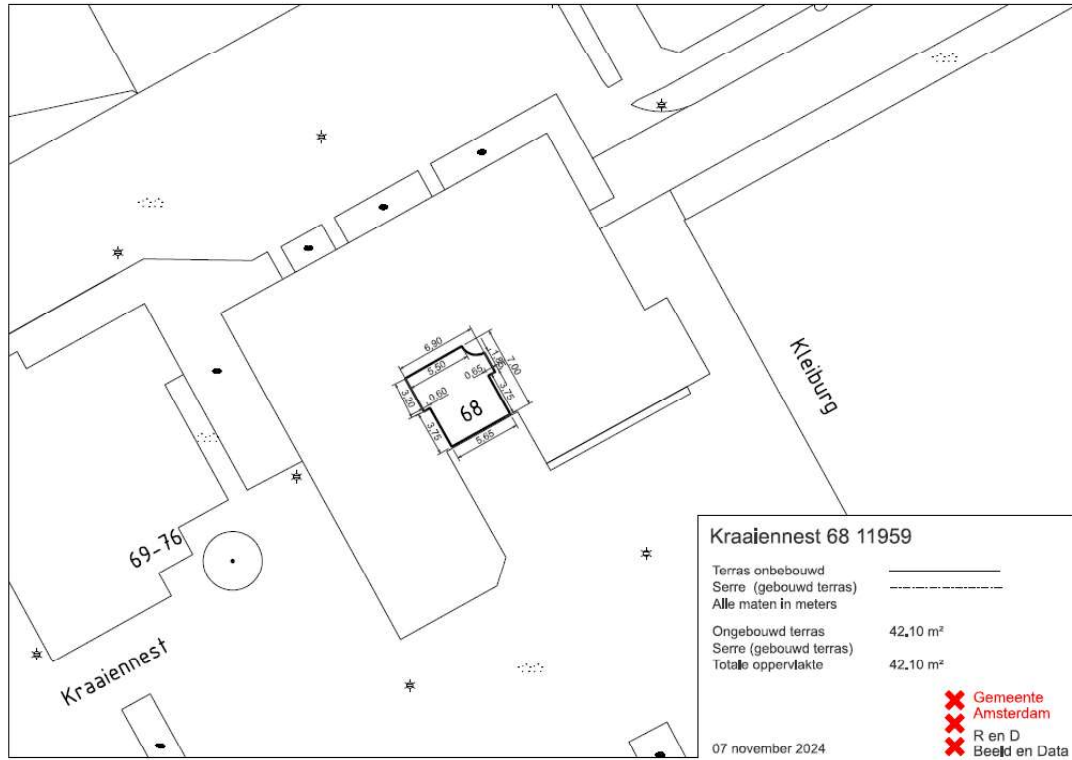 6.90
5.50
1.85
7.00
0.65
3.20
0.60
3.75
68
3.75
5.65
Kleiburg
69-76
Kraaiennest
Kraaiennest 68 11959
Terras onbebouwd
Serre (gebouwd terras)
Alle maten in meters
Ongebouwd terras 42.10 m²
Serre (gebouwd terras)
Totale oppervlakte 42.10 m²
Gemeente
Amsterdam
R en D
Beeld en Data
07 november 2024